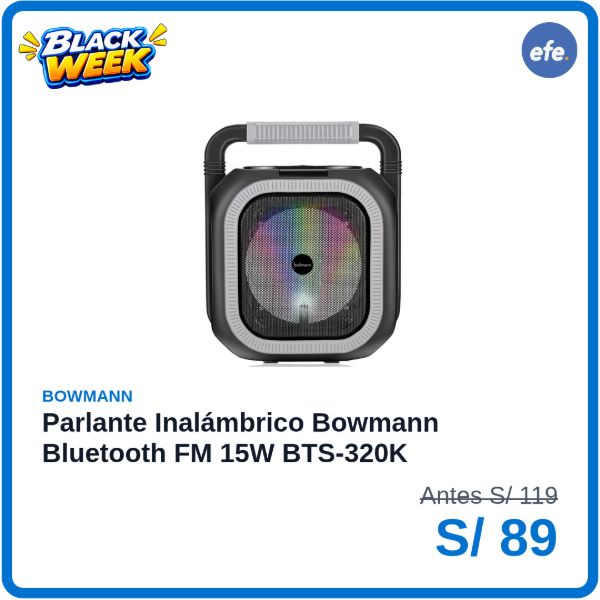 BLACK
WEEK
efe.
bowmann
BOWMANN
Parlante Inalámbrico Bowmann
Bluetooth FM 15W BTS-320K
Antes S/ 119
S/ 89